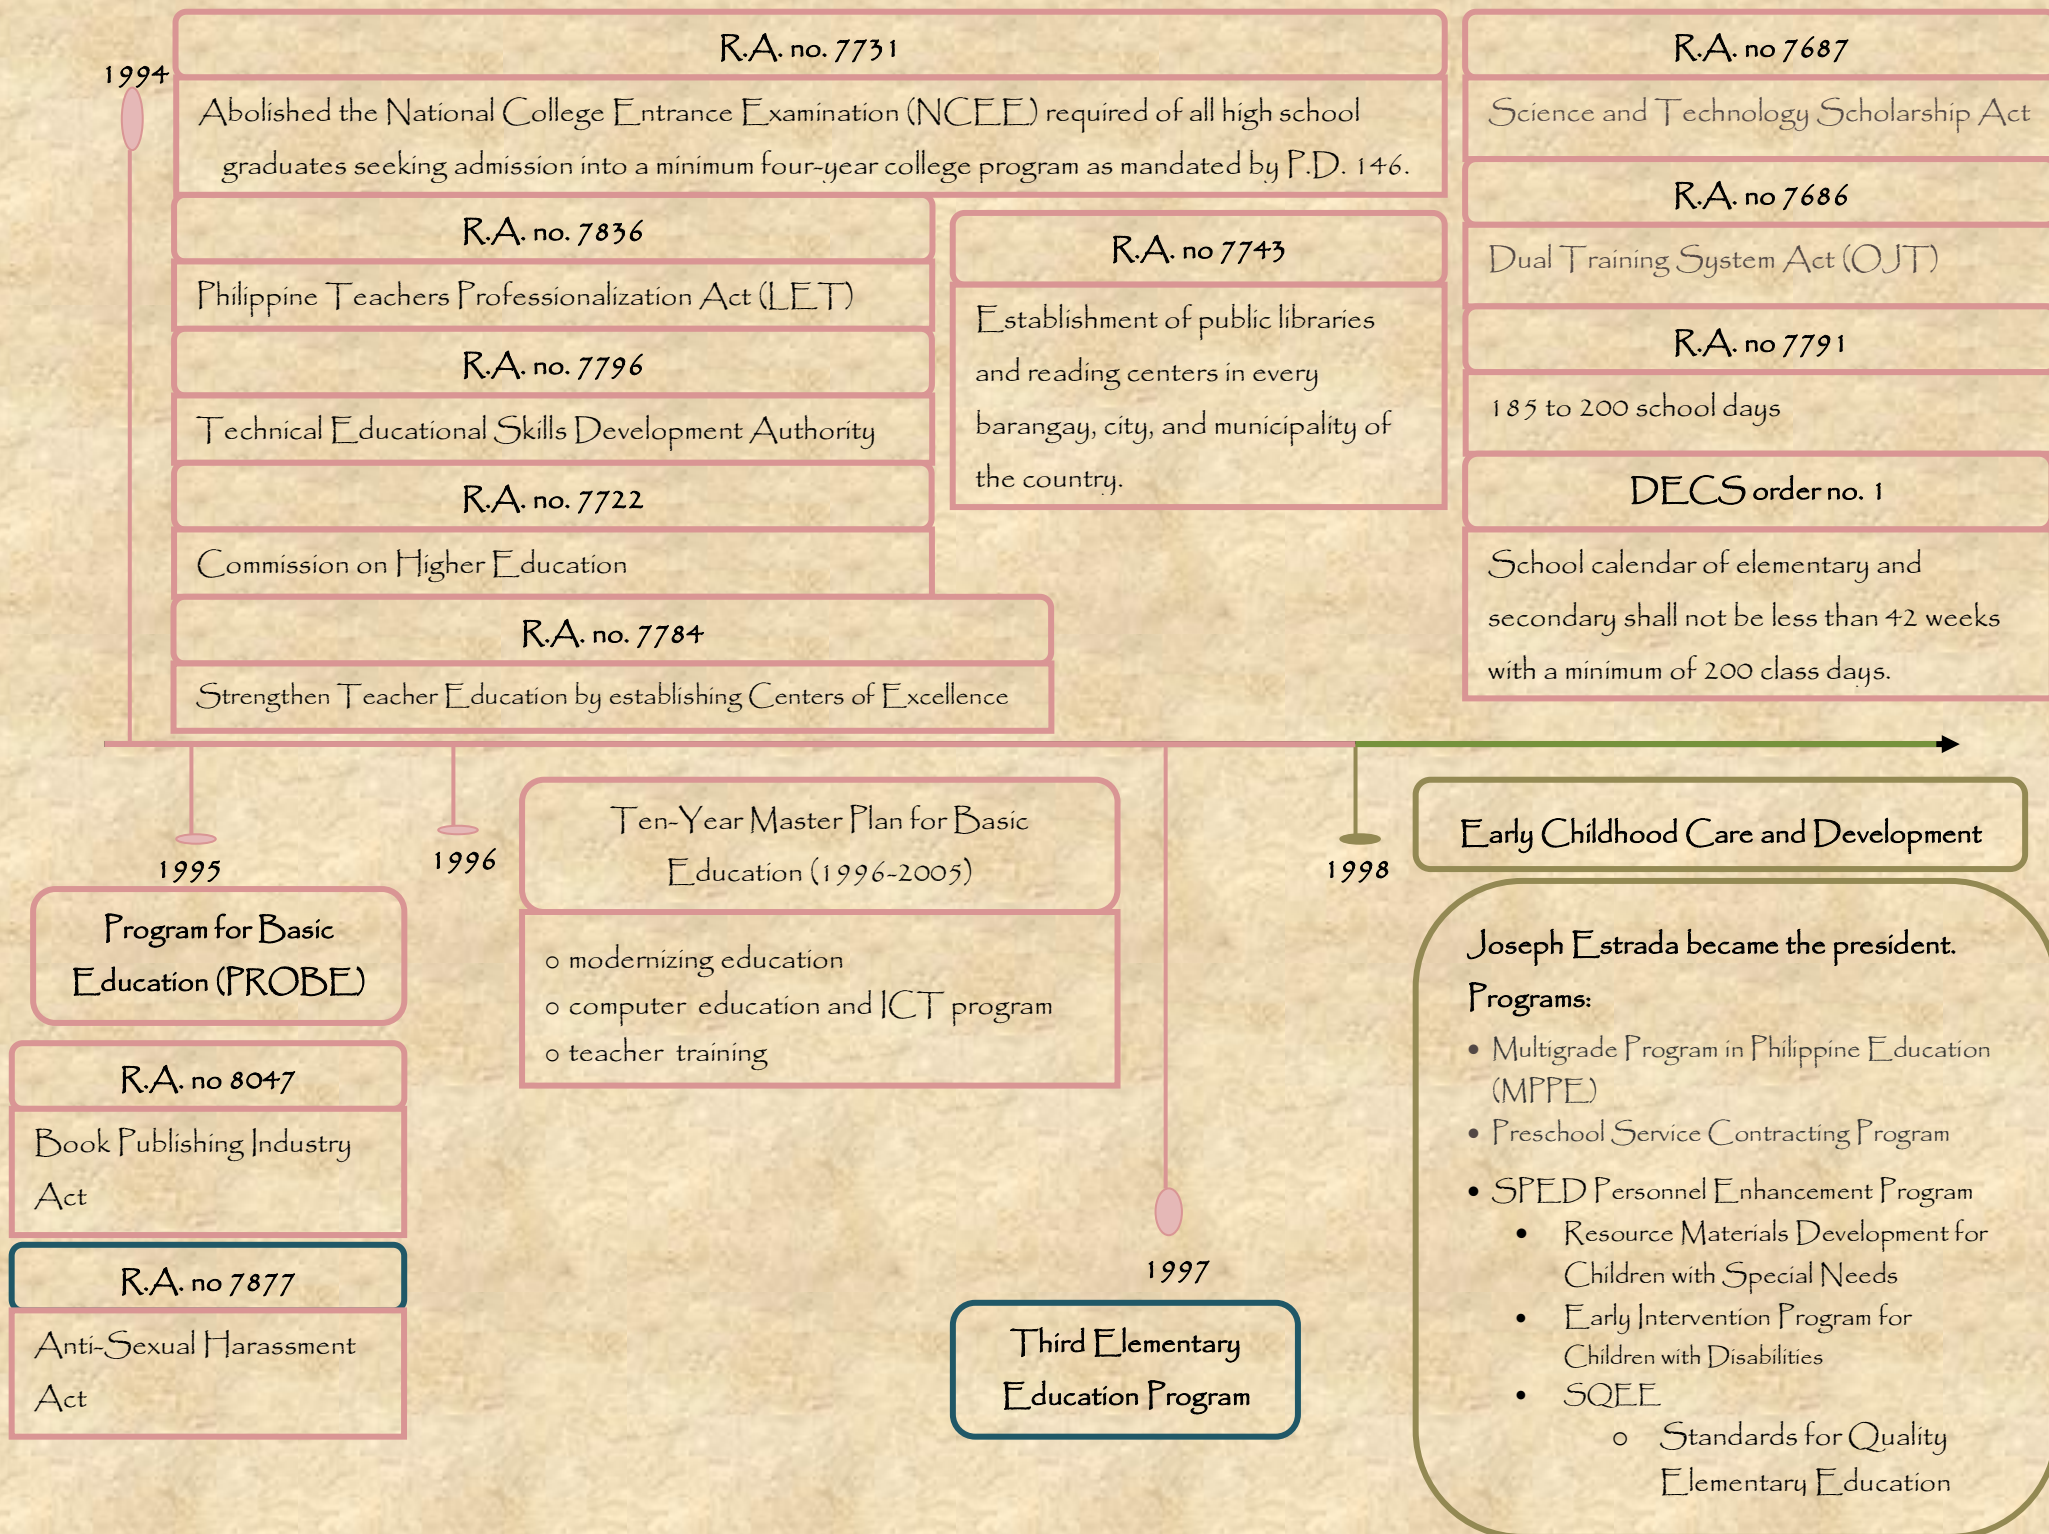 1994
R.A. no. 7731
Abolished the National College Entrance Examination (NCEE) required of all high school
graduates seeking admission into a minimum four-year college program as mandated by P.D. 146.
R.A. no. 7836
Philippine Teachers Professionalization Act (LET)
R.A. no. 7796
Technical Educational Skills Development Authority
R.A. no. 7722
Commission on Higher Education
R.A. no. 7784
Strengthen Teacher Education by establishing Centers of Excellence
R.A. no 7743
Establishment of public libraries
and reading centers in every
barangay, city, and municipality of
the country.
R.A. no 7687
Science and Technology Scholarship Act
R.A. no 7686
Dual Training System Act (OJT)
R.A. no 7791
185 to 200 school days
DECS order no. 1
School calendar of elementary and
secondary shall not be less than 42 weeks
with a minimum of 200 class days.
1995
Program for Basic
Education (PROBE)
R.A. no 8047
Book Publishing Industry
Act
R.A. no 7877
Anti-Sexual Harassment
Act
1996
Ten-Year Master Plan for Basic
Education (1996-2005)
o modernizing education
o computer education and ICT program
o teacher training
1997
Third Elementary
Education Program
1998
Early Childhood Care and Development
Joseph Estrada became the president.
Programs:
• Multigrade Program in Philippine Education
(MPPE)
• Preschool Service Contracting Program
• SPED Personnel Enhancement Program
• Resource Materials Development for
Children with Special Needs
• Early Intervention Program for
Children with Disabilities
• SQEE
o Standards for Quality
Elementary Education